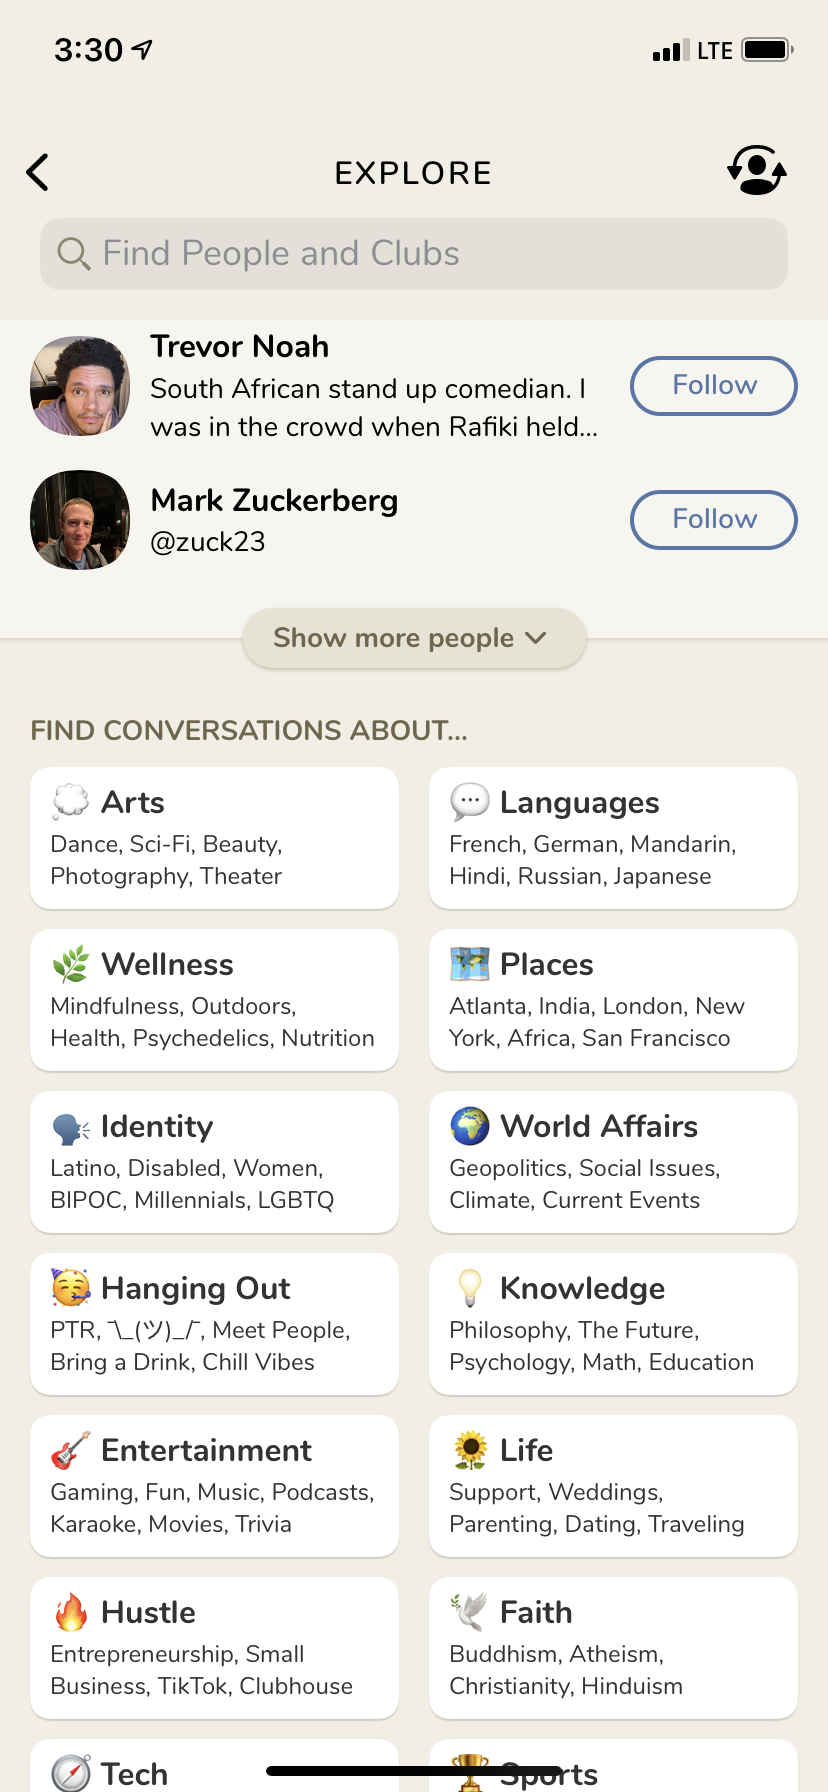 3:30
LTE
EXPLORE
Find People and Clubs
Trevor Noah
South African stand up comedian. I
was in the crowd when Rafiki held...
Follow
Mark Zuckerberg
@zuck23
Follow
Show more people
FIND CONVERSATIONS ABOUT...
Arts
Dance, Sci-Fi, Beauty,
Photography, Theater
Languages
French, German, Mandarin,
Hindi, Russian, Japanese
Wellness
Mindfulness, Outdoors,
Health, Psychedelics, Nutrition
Places
Atlanta, India, London, New
York, Africa, San Francisco
Identity
Latino, Disabled, Women,
BIPOC, Millennials, LGBTQ
World Affairs
Geopolitics, Social Issues,
Climate, Current Events
Hanging Out
PTR, ¯\_(ツ)_/¯, Meet People,
Bring a Drink, Chill Vibes
Knowledge
Philosophy, The Future,
Psychology, Math, Education
Entertainment
Gaming, Fun, Music, Podcasts,
Karaoke, Movies, Trivia
Life
Support, Weddings,
Parenting, Dating, Traveling
Hustle
Entrepreneurship, Small
Business, TikTok, Clubhouse
Faith
Buddhism, Atheism,
Christianity, Hinduism
Tech
Sports